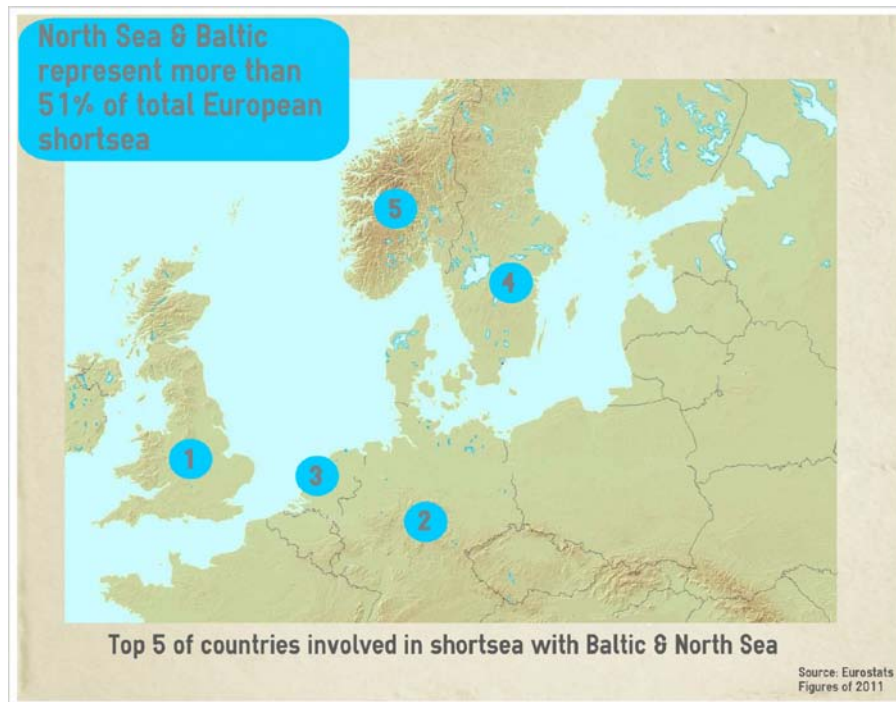 North Sea & Baltic
represent more than
51% of total European
shortsea
5
4
1
3
2
Top 5 of countries involved in shortsea with Baltic & North Sea
Source: Eurostats
Figures of 2011